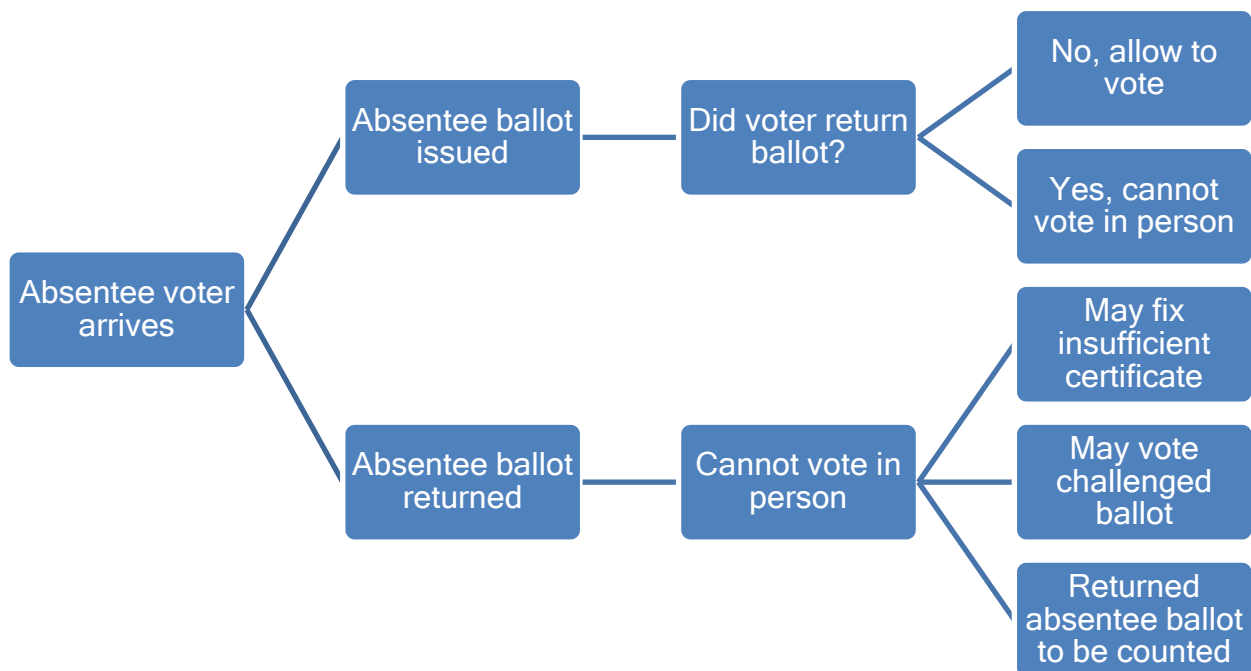 Absentee voter
arrives
Absentee ballot
issued
Did voter return
ballot?
No, allow to
vote
Yes, cannot
vote in person
Absentee ballot
returned
Cannot vote in
person
May fix
insufficient
certificate
May vote
challenged
ballot
Returned
absentee ballot
to be counted